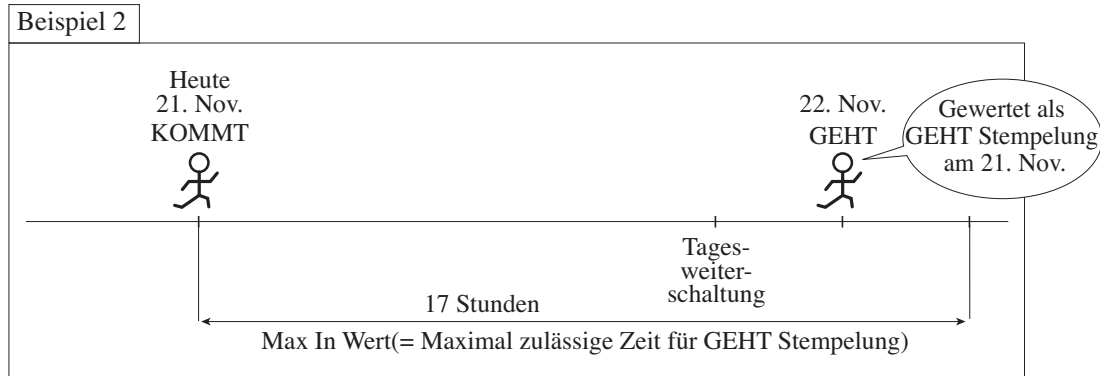 Beispiel 2
Heute
21. Nov.
KOMMT
22. Nov.
GEHT
Gewertet als
GEHT Stempelung
am 21. Nov.
Tages-
weiter-
schaltung
17 Stunden
Max In Wert(= Maximal zulässige Zeit für GEHT Stempelung)